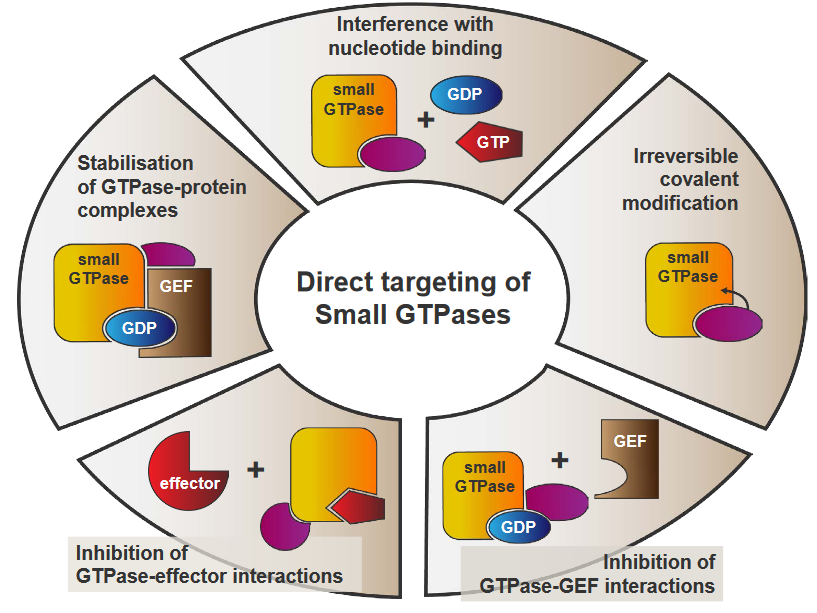 Interference with
nucleotide binding
small
GTPase
+
GDP
GTP
Irreversible
covalent
modification
small
GTPase
Stabilisation
of GTPase-protein
complexes
small
GTPase
GEF
GDP
Direct targeting of
Small GTPases
effector
+
Inhibition of
GTPase-effector interactions
small
GTPase
+
GEF
GDP
Inhibition of
GTPase-GEF interactions